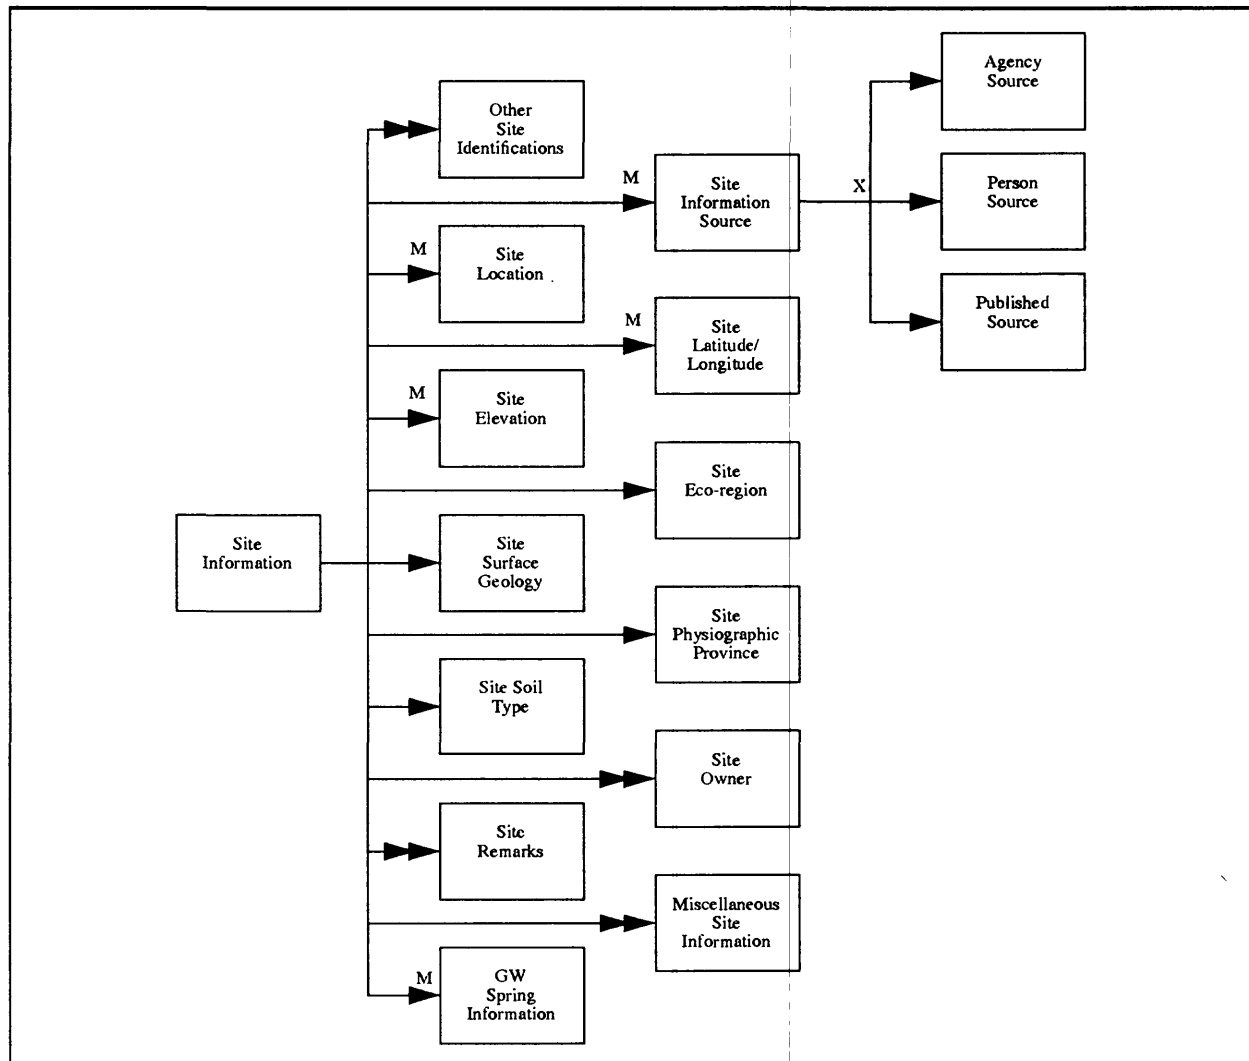 Agency
Source
Other
Site
Identifications
M
Site
Information
Source
X
Person
Source
M
Site
Location
Published
Source
M
Site
Latitude/
Longitude
M
Site
Elevation
Site
Eco-region
Site
Information
Site
Surface
Geology
Site
Physiographic
Province
Site Soil
Type
Site
Owner
Site
Remarks
Miscellaneous
Site
Information
M
GW
Spring
Information